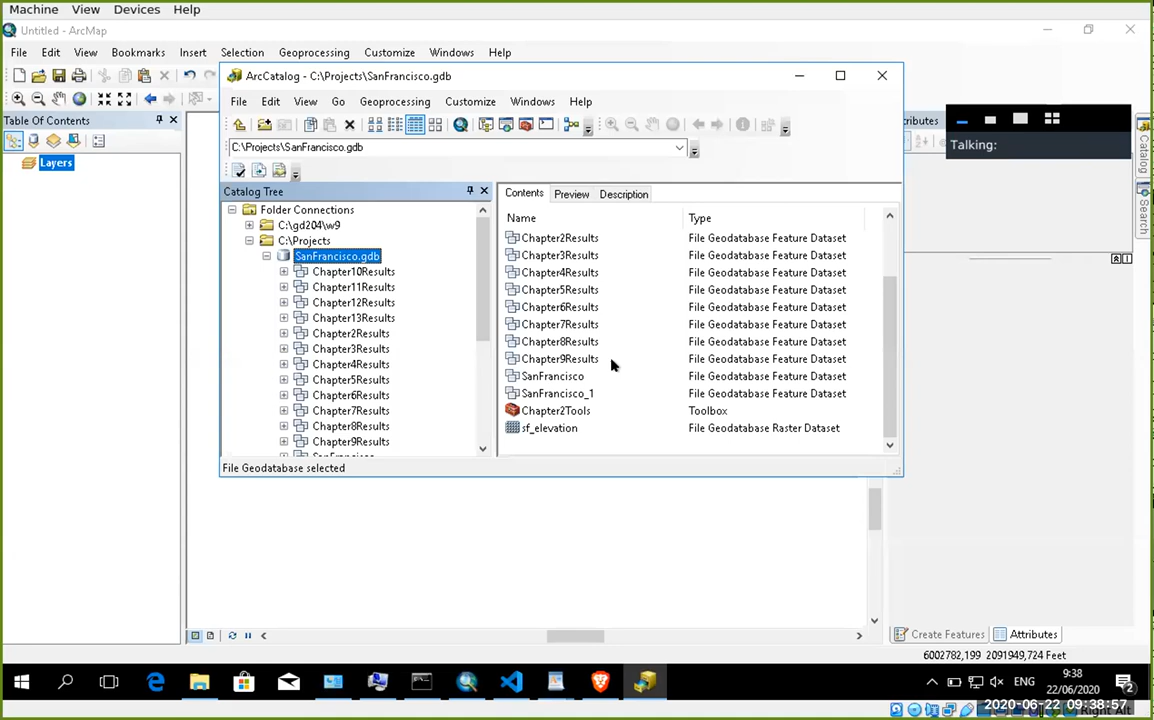 Machine View Devices Help
Untitled - ArcMap
File Edit View Bookmarks Insert Selection Geoprocessing Customize Windows Help
Table Of Contents
Layers
ArcCatalog - C:\Projects\SanFrancisco.gdb
File Edit View Go Geoprocessing Customize Windows Help
C:\Projects\SanFrancisco.gdb
Catalog Tree
Folder Connections
C:\gd204\w9
C:\Projects
SanFrancisco.gdb
Chapter10Results
Chapter11Results
Chapter12Results
Chapter13Results
Chapter2Results
Chapter3Results
Chapter4Results
Chapter5Results
Chapter6Results
Chapter7Results
Chapter8Results
Chapter9Results
SanFrancisco
Contents Preview Description
Name Type
Chapter2Results File Geodatabase Feature Dataset
Chapter3Results File Geodatabase Feature Dataset
Chapter4Results File Geodatabase Feature Dataset
Chapter5Results File Geodatabase Feature Dataset
Chapter6Results File Geodatabase Feature Dataset
Chapter7Results File Geodatabase Feature Dataset
Chapter8Results File Geodatabase Feature Dataset
Chapter9Results File Geodatabase Feature Dataset
SanFrancisco File Geodatabase Feature Dataset
SanFrancisco_1 File Geodatabase Feature Dataset
Chapter2Tools Toolbox
sf_elevation File Geodatabase Raster Dataset
File Geodatabase selected
Talking:
Catalog
Search
Create Features Attributes
6002782,199 2091949,724 Feet
ENG
9:38
22/06/2020
2
2020-06-22 09:38:57
Right Alt